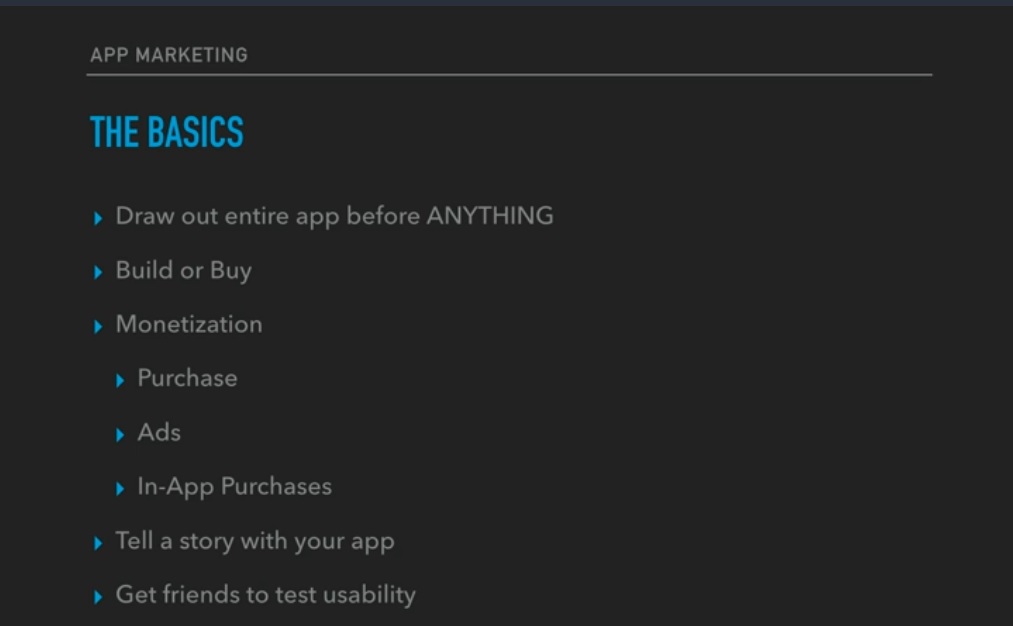 APP MARKETING
THE BASICS
Draw out entire app before ANYTHING
Build or Buy
Monetization
Purchase
Ads
In-App Purchases
Tell a story with your app
Get friends to test usability